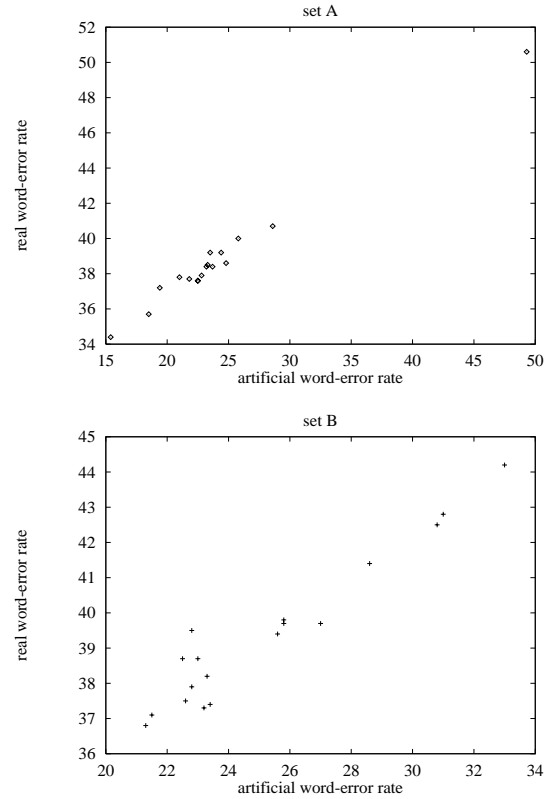 set A
52
50
48
46
44
42
40
38
36
34
real word-error rate
15 20 25 30 35 40 45 50
artificial word-error rate
set B
45
44
43
42
41
40
39
38
37
36
real word-error rate
20 22 24 26 28 30 32 34
artificial word-error rate